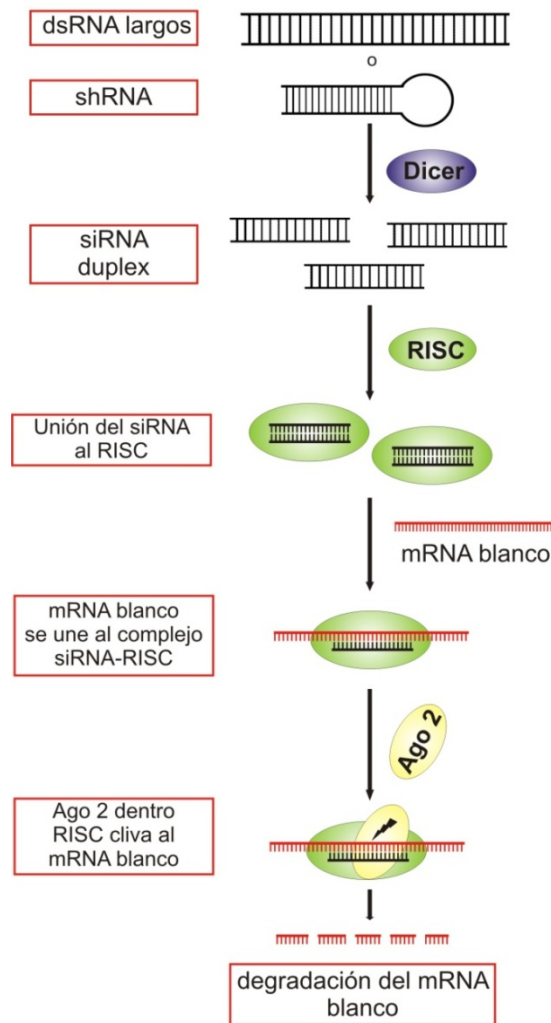 dsRNA largos
o
shRNA
Dicer
siRNA
duplex
RISC
Unión del siRNA
al RISC
mRNA blanco
mRNA blanco
se une al complejo
siRNA-RISC
Ago 2
Ago 2 dentro
RISC cliva al
mRNA blanco
degradación del mRNA
blanco